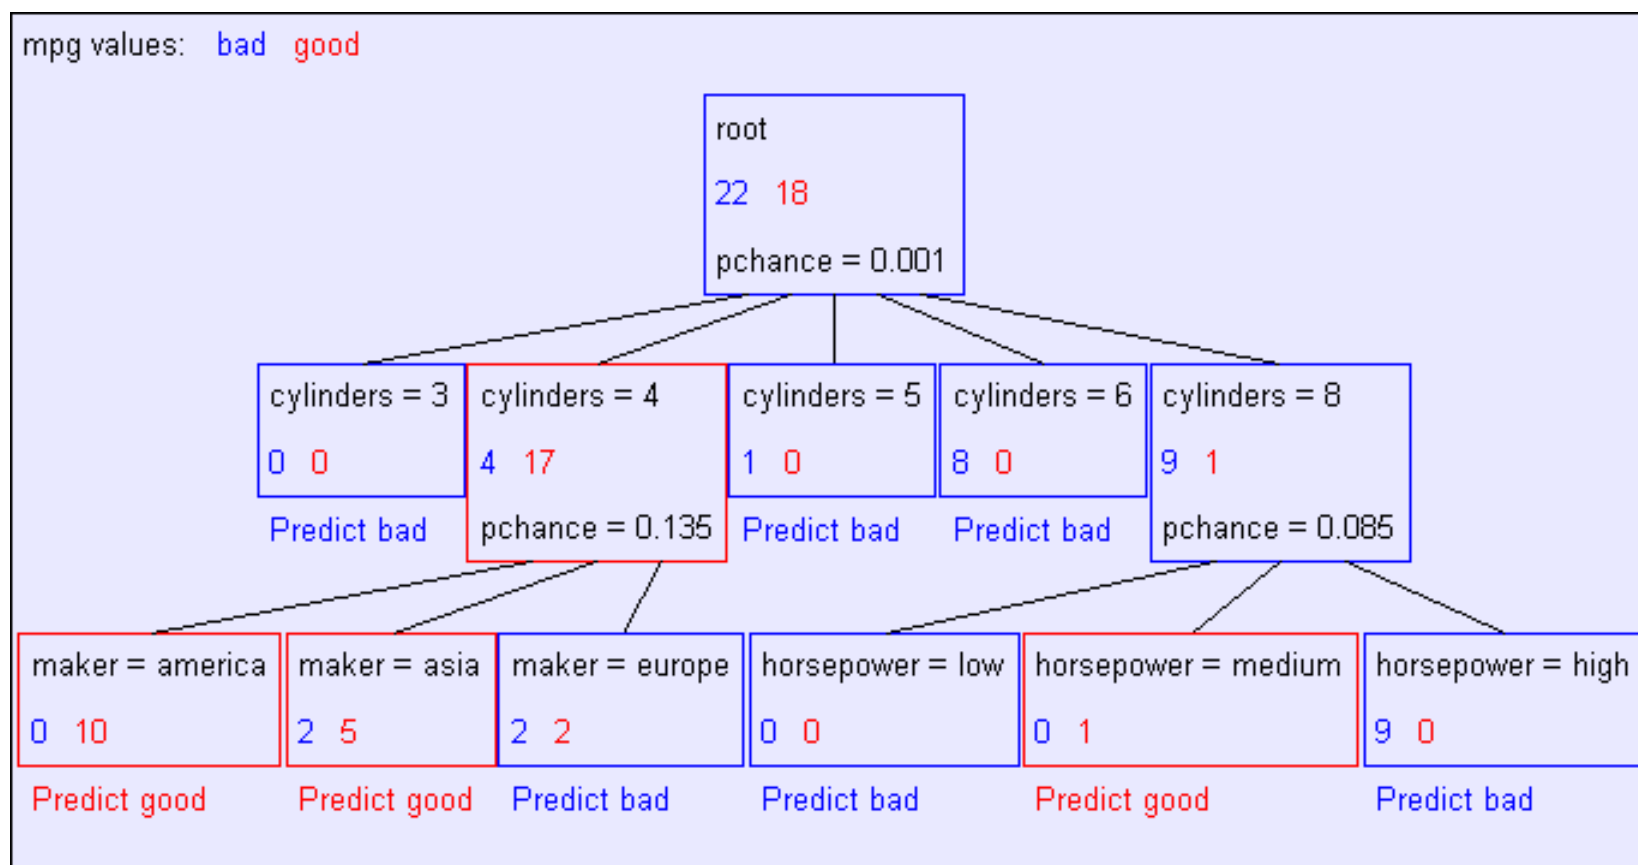 mpg values: bad good
root
22 18
pchance = 0.001
cylinders = 3 cylinders = 4 cylinders = 5 cylinders = 6 cylinders = 8
0 0 4 17 1 0 8 0 9 1
Predict bad pchance = 0.135 Predict bad Predict bad pchance = 0.085
maker = america maker = asia maker = europe horsepower = low horsepower = medium horsepower = high
0 10 2 5 2 2 0 0 0 1 9 0
Predict good Predict good Predict bad Predict bad Predict good Predict bad